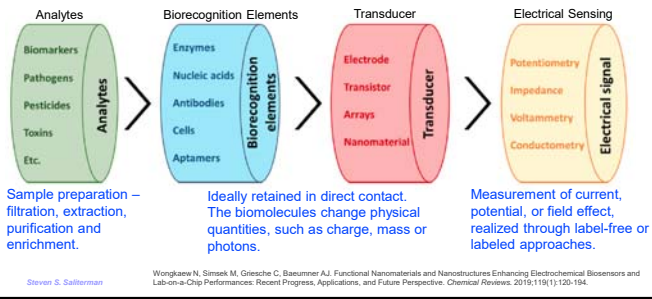 Analytes
Biorecognition Elements
Transducer
Electrical Sensing
Biomarkers
Pathogens
Pesticides
Toxins
Etc.
Analytes
Enzymes
Nucleic acids
Antibodies
Cells
Aptamers
Biorecognition
elements
Electrode
Transistor
Arrays
Nanomaterial
Transducer
Potentiometry
Impedance
Voltammetry
Conductometry
Electrical signal
Sample preparation –
filtration, extraction,
purification and
enrichment.
Ideally retained in direct contact.
The biomolecules change physical
quantities, such as charge, mass or
photons.
Measurement of current,
potential, or field effect,
realized through label-free or
labeled approaches.
Steven S. Saliterman
Wongkaew N, Simsek M, Griesche C, Baeumner AJ. Functional Nanomaterials and Nanostructures Enhancing Electrochemical Biosensors and
Lab-on-a-Chip Performances: Recent Progress, Applications, and Future Perspective. Chemical Reviews. 2019;119(1):120-194.